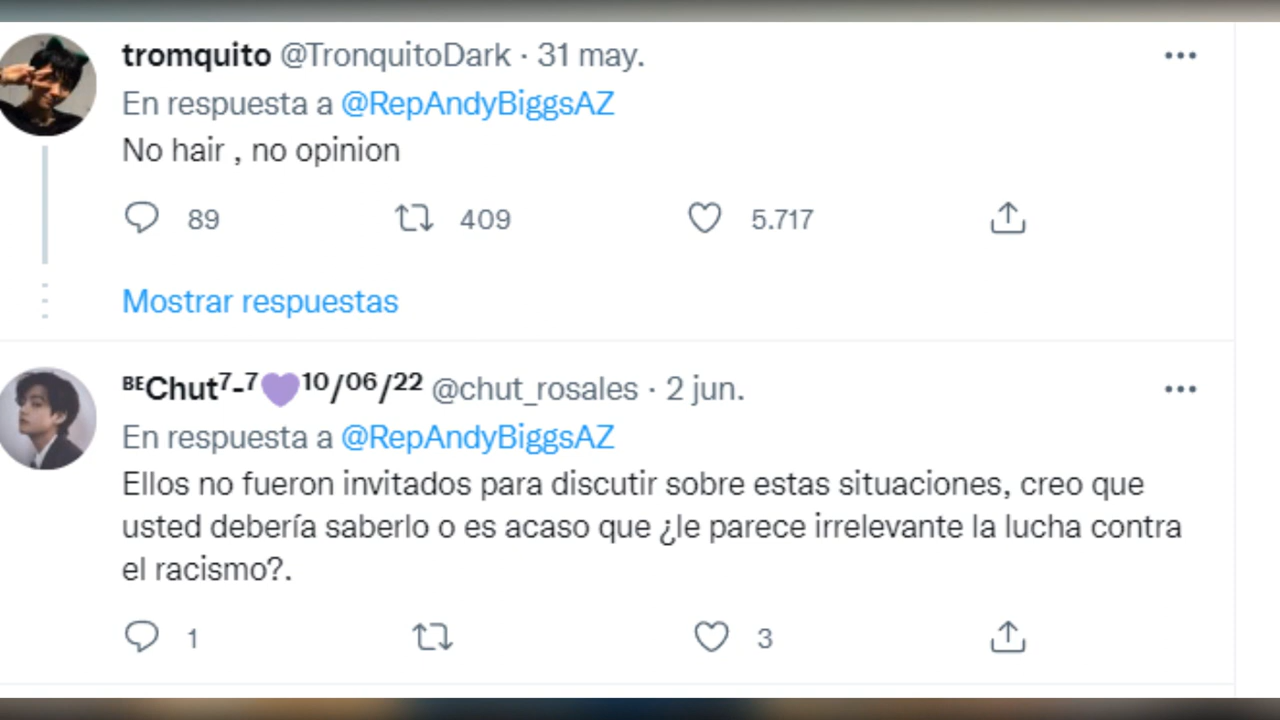 tromquito @TronquitoDark · 31 may.
En respuesta a @RepAndyBiggsAZ
No hair , no opinion
89 409 5.717
Mostrar respuestas
ᴮᴱChut⁷-⁷💜¹⁰/⁰⁶/²² @chut_rosales · 2 jun.
En respuesta a @RepAndyBiggsAZ
Ellos no fueron invitados para discutir sobre estas situaciones, creo que
usted debería saberlo o es acaso que ¿le parece irrelevante la lucha contra
el racismo?.
1 3